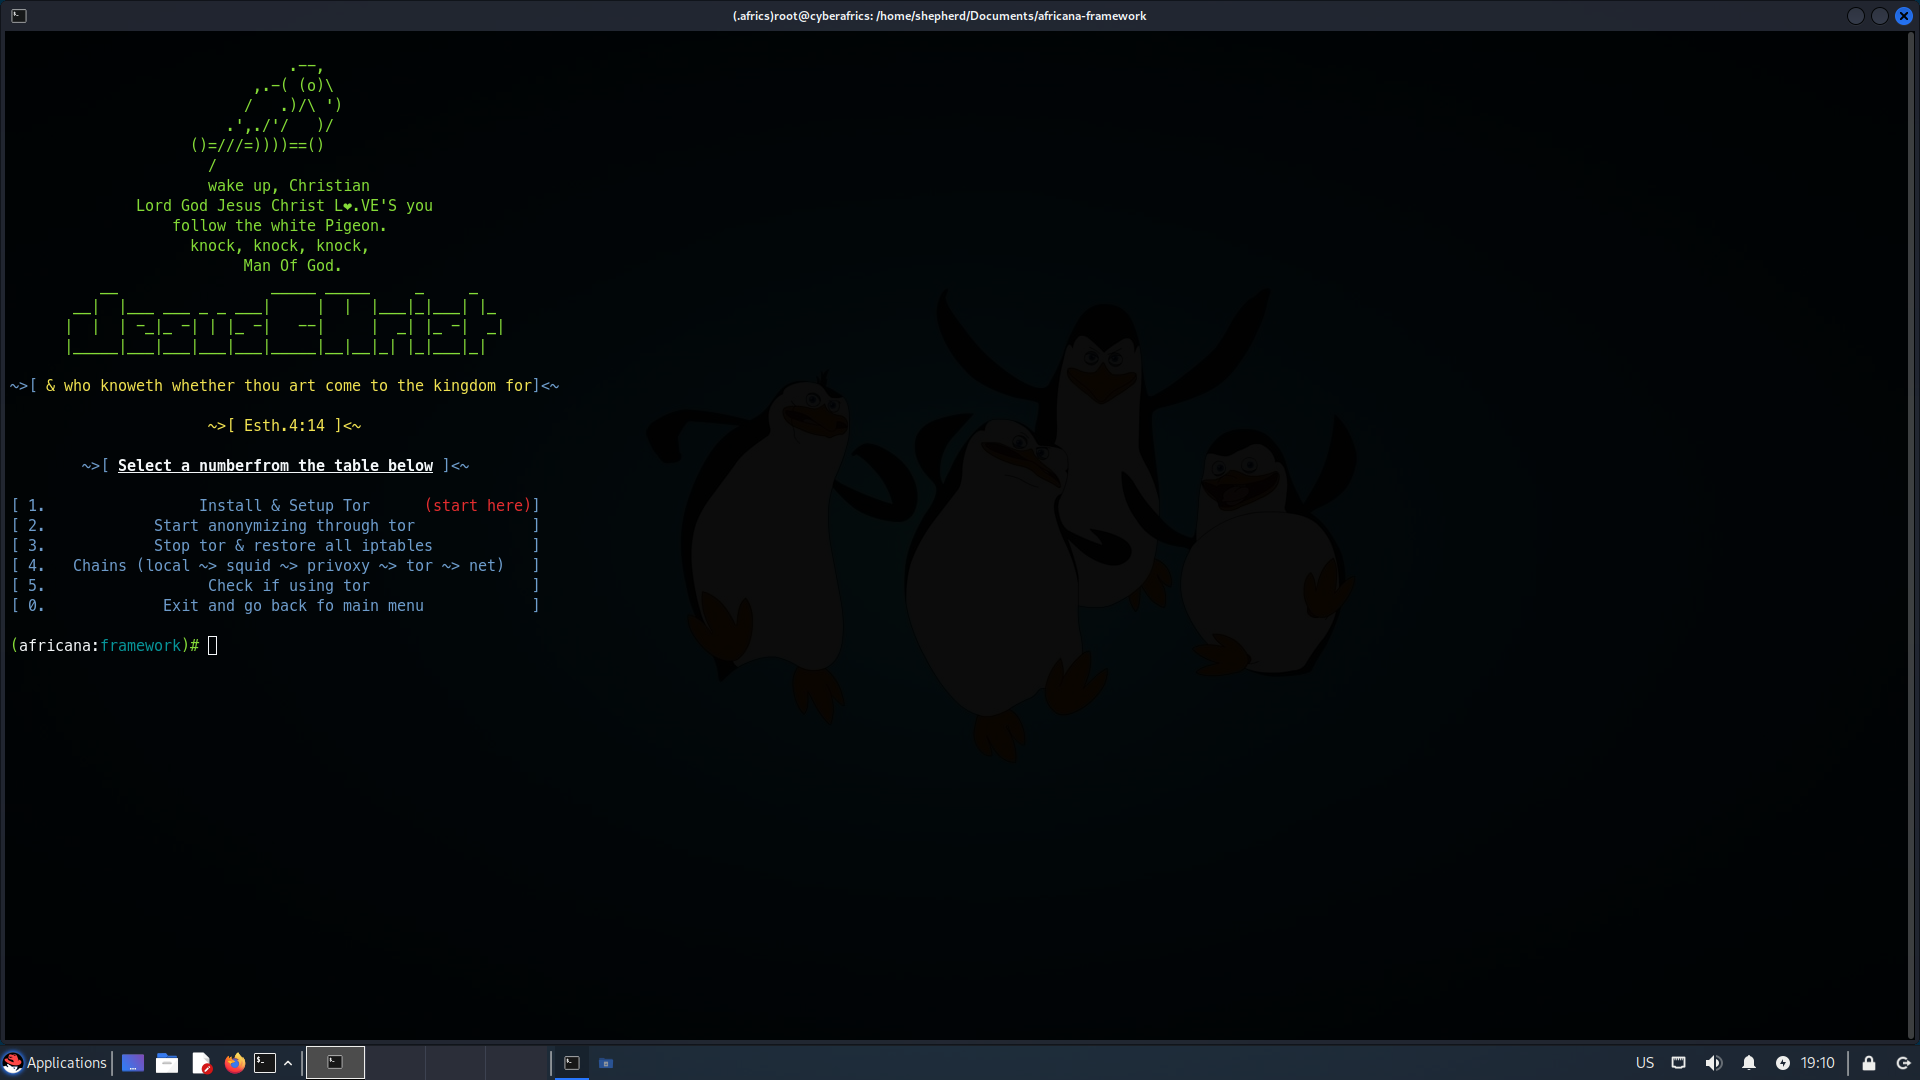 (.africs)root@cyberafrics: /home/shepherd/Documents/africana-framework
wake up, Christian
Lord God Jesus Christ L❤.VE'S you
follow the white Pigeon.
knock, knock, knock,
Man Of God.
JesusChrist
~>[ & who knoweth whether thou art come to the kingdom for]<~
~>[ Esth.4:14 ]<~
~>[ Select a numberfrom the table below ]<~
[ 1. Install & Setup Tor (start here)]
[ 2. Start anonymizing through tor ]
[ 3. Stop tor & restore all iptables ]
[ 4. Chains (local ~> squid ~> privoxy ~> tor ~> net) ]
[ 5. Check if using tor ]
[ 0. Exit and go back fo main menu ]
(africana:framework)#
Applications
US
19:10